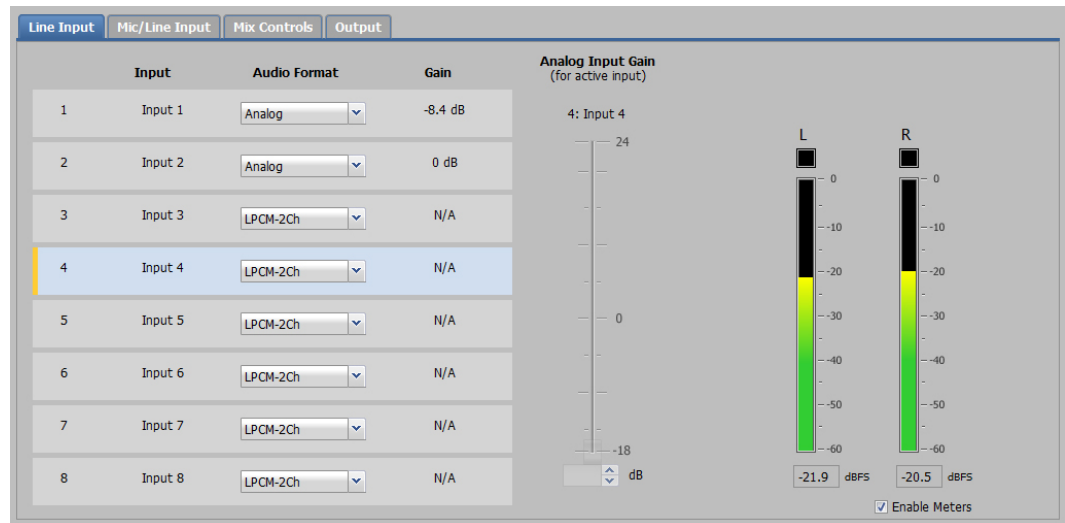 Line Input Mic/Line Input Mix Controls Output
Input Audio Format Gain
1 Input 1 Analog -8.4 dB
2 Input 2 Analog 0 dB
3 Input 3 LPCM-2Ch N/A
4 Input 4 LPCM-2Ch N/A
5 Input 5 LPCM-2Ch N/A
6 Input 6 LPCM-2Ch N/A
7 Input 7 LPCM-2Ch N/A
8 Input 8 LPCM-2Ch N/A
Analog Input Gain
(for active input)
4: Input 4
24
0
-18
dB
L
0
-10
-20
-30
-40
-50
-60
-21.9 dBFS
R
0
-10
-20
-30
-40
-50
-60
-20.5 dBFS
Enable Meters